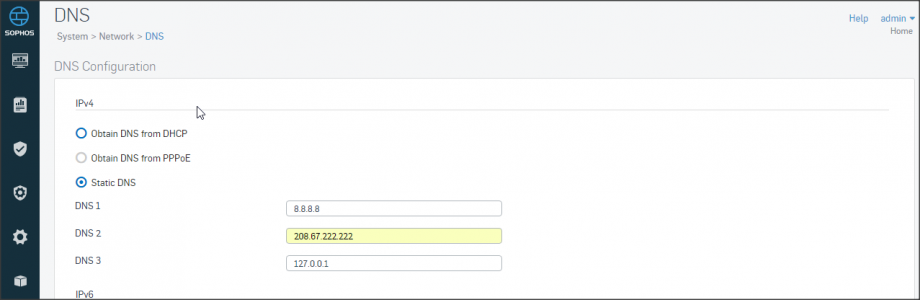 SOPHOS
DNS
Help admin
System > Network > DNS
Home
DNS Configuration
IPv4
Obtain DNS from DHCP
Obtain DNS from PPPoE
Static DNS
DNS 1 8.8.8.8
DNS 2 208.67.222.222
DNS 3 127.0.0.1
IPv6